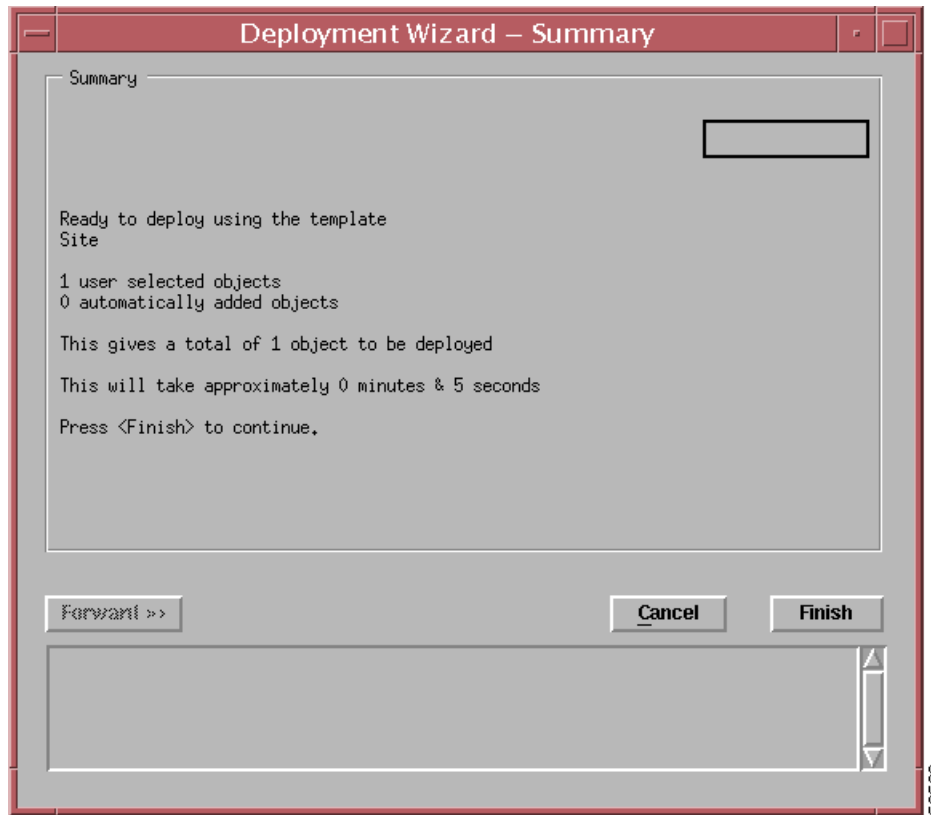 Deployment Wizard – Summary
Summary
Ready to deploy using the template
Site
1 user selected objects
0 automatically added objects
This gives a total of 1 object to be deployed
This will take approximately 0 minutes & 5 seconds
Press <Finish> to continue.
Forward >>
Cancel
Finish